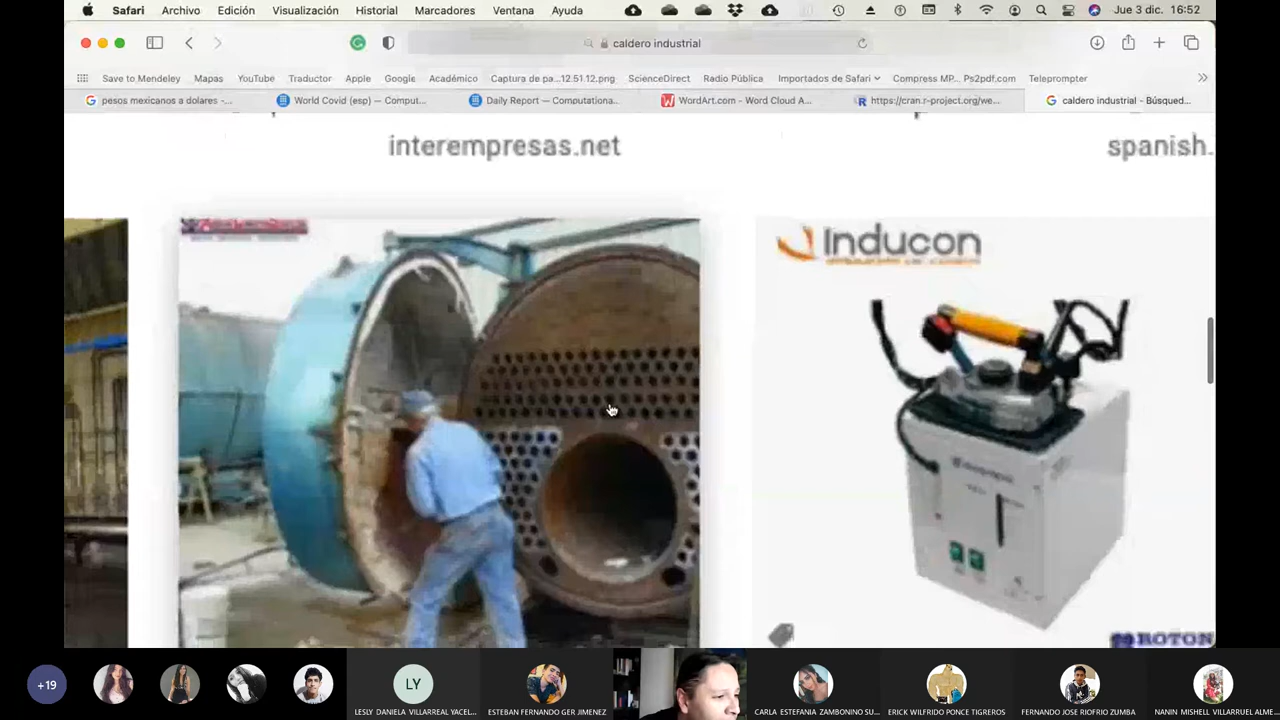 Safari Archivo Edición Visualización Historial Marcadores Ventana Ayuda Jue 3 dic. 16:52
caldero industrial
Save to Mendeley Mapas YouTube Traductor Apple Google Académico Captura de pa...12.51.12.png ScienceDirect Radio Pública Importados de Safari Compress MP... Ps2pdf.com Teleprompter
pesos mexicanos a dolares -... World Covid (esp) — Comput... Daily Report — Computationa... WordArt.com - Word Cloud A... https://cran.r-project.org/we... caldero industrial - Búsqued...
interempresas.net spanish.
Inducon
ROTON
+19
LY
LESLY DANIELA VILLARREAL YACEL... ESTEBAN FERNANDO GER JIMENEZ CARLA ESTEFANIA ZAMBONINO SU... ERICK WILFRIDO PONCE TIGREROS FERNANDO JOSE RIOFRIO ZUMBA NANIN MISHELL VILLARRUEL ALME...